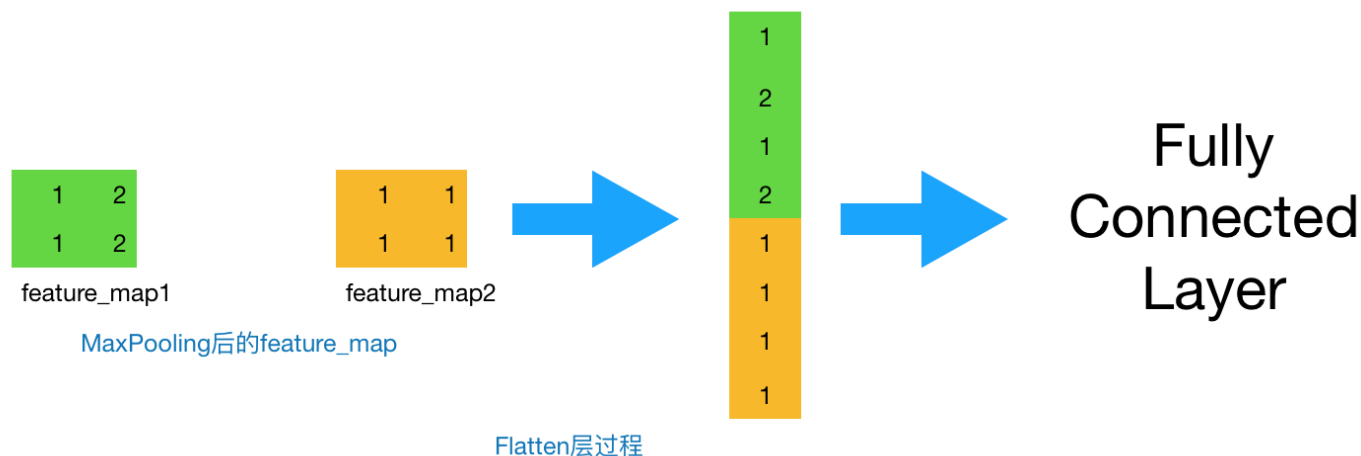 1 2
1 2
feature_map1
1 1
1 1
feature_map2
MaxPooling后的feature_map
1
2
1
2
1
1
1
1
Flatten层过程
Fully
Connected
Layer